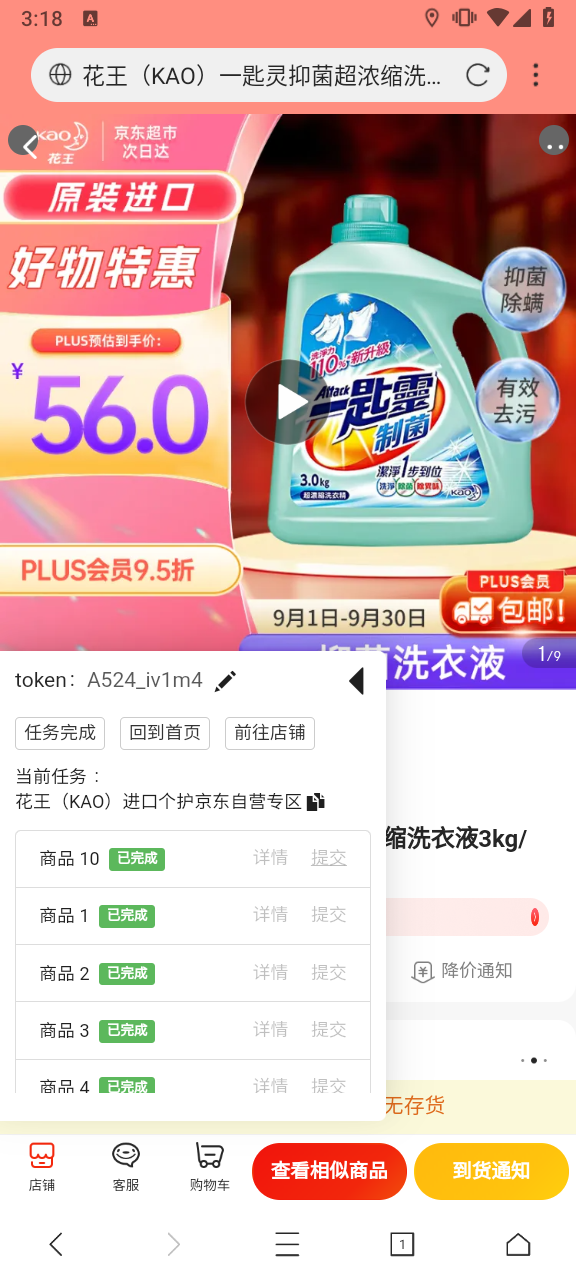 3:18
A
花王（KAO）一匙灵抑菌超浓缩洗...
KAO
花王
京东超市
次日达
原装进口
好物特惠
PLUS预估到手价:
¥
56.0
PLUS会员9.5折
抑菌
除螨
有效
去污
洗淨力
110%新升級
Attack
一匙靈
制菌
3.0kg
超濃縮洗衣精
潔淨1步到位
洗淨 除菌 除異味
KAO
PLUS会员
包邮!
9月1日-9月30日
抑菌洗衣液
1/9
token： A524_iv1m4
任务完成
回到首页
前往店铺
当前任务：
花王（KAO）进口个护京东自营专区
缩洗衣液3kg/
商品 10 已完成 详情 提交
商品 1 已完成 详情 提交
降价通知
商品 2 已完成 详情 提交
商品 3 已完成 详情 提交
商品 4 已完成 详情 提交
无存货
店铺
客服
购物车
查看相似商品
到货通知
1